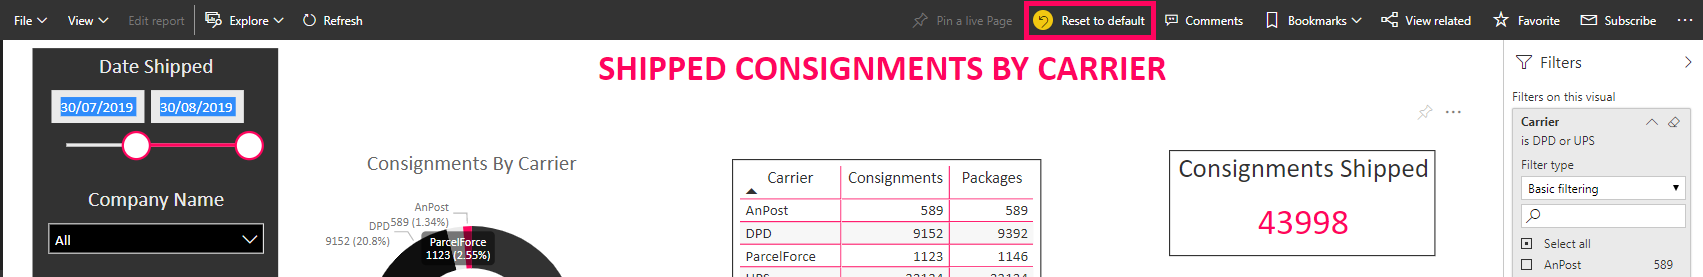 File View Edit report Explore Refresh Pin a live Page Reset to default Comments Bookmarks View related Favorite Subscribe
Date Shipped
30/07/2019 30/08/2019
Company Name
All
SHIPPED CONSIGNMENTS BY CARRIER
Consignments By Carrier
AnPost
589 (1.34%)
DPD
9152 (20.8%)
ParcelForce
1123 (2.55%)
Carrier Consignments Packages
AnPost 589 589
DPD 9152 9392
ParcelForce 1123 1146
Consignments Shipped
43998
Filters
Filters on this visual
Carrier
is DPD or UPS
Filter type
Basic filtering
Select all
AnPost 589